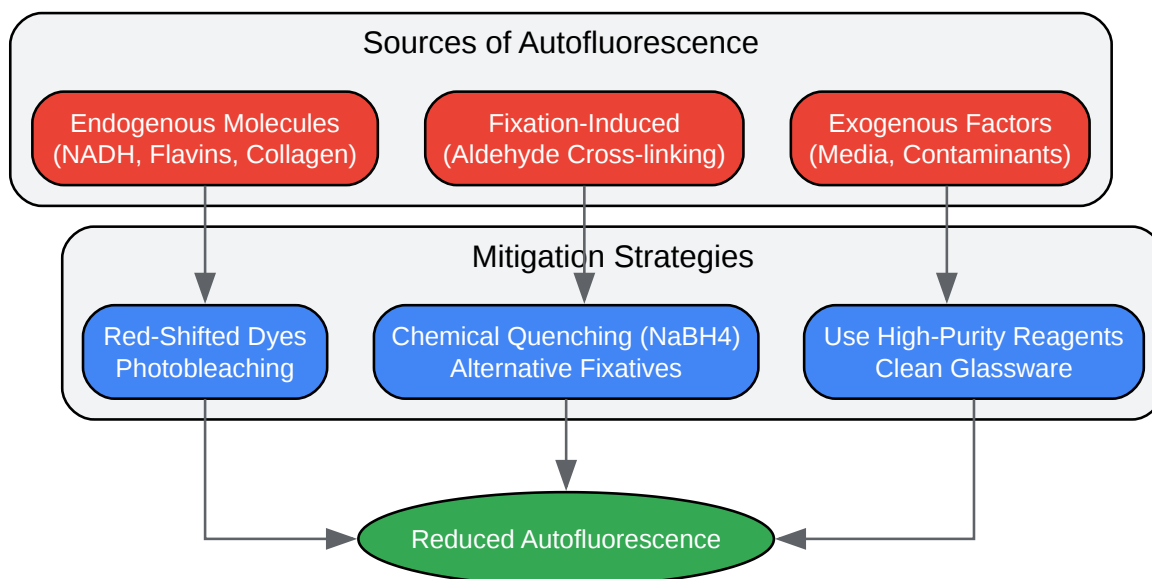 Sources of Autofluorescence
Endogenous Molecules
(NADH, Flavins, Collagen)
Fixation-Induced
(Aldehyde Cross-linking)
Exogenous Factors
(Media, Contaminants)
Mitigation Strategies
Red-Shifted Dyes
Photobleaching
Chemical Quenching (NaBH4)
Alternative Fixatives
Use High-Purity Reagents
Clean Glassware
Reduced Autofluorescence